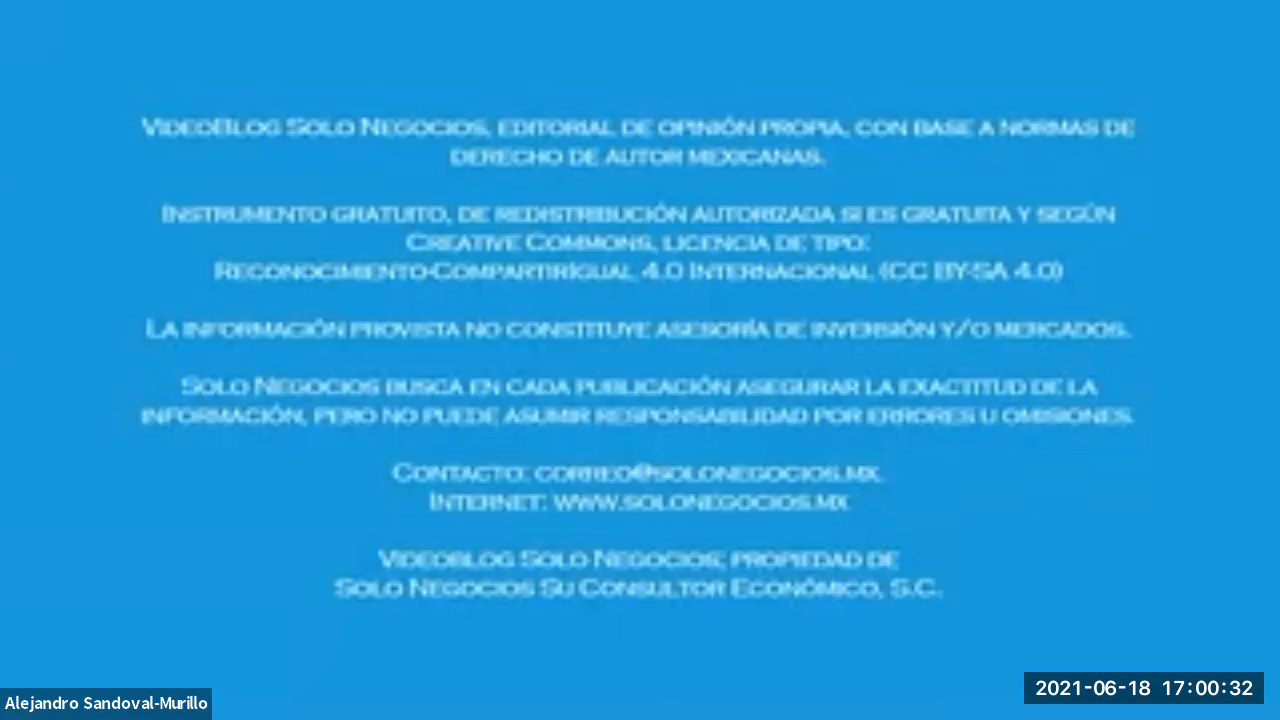 VideoBlog Solo Negocios, editorial de opinión propia, con base a normas de
derecho de autor mexicanas.
Instrumento gratuito, de redistribución autorizada si es gratuita y según
Creative Commons, licencia de tipo:
Reconocimiento-CompartirIgual 4.0 Internacional (CC BY-SA 4.0)
La información provista no constituye asesoría de inversión y/o mercados.
Solo Negocios busca en cada publicación asegurar la exactitud de la
información, pero no puede asumir responsabilidad por errores u omisiones.
Contacto: correo@solonegocios.mx.
Internet: www.solonegocios.mx
Videoblog Solo Negocios; propiedad de
Solo Negocios Su Consultor Económico, S.C.
Alejandro Sandoval-Murillo
2021-06-18 17:00:32